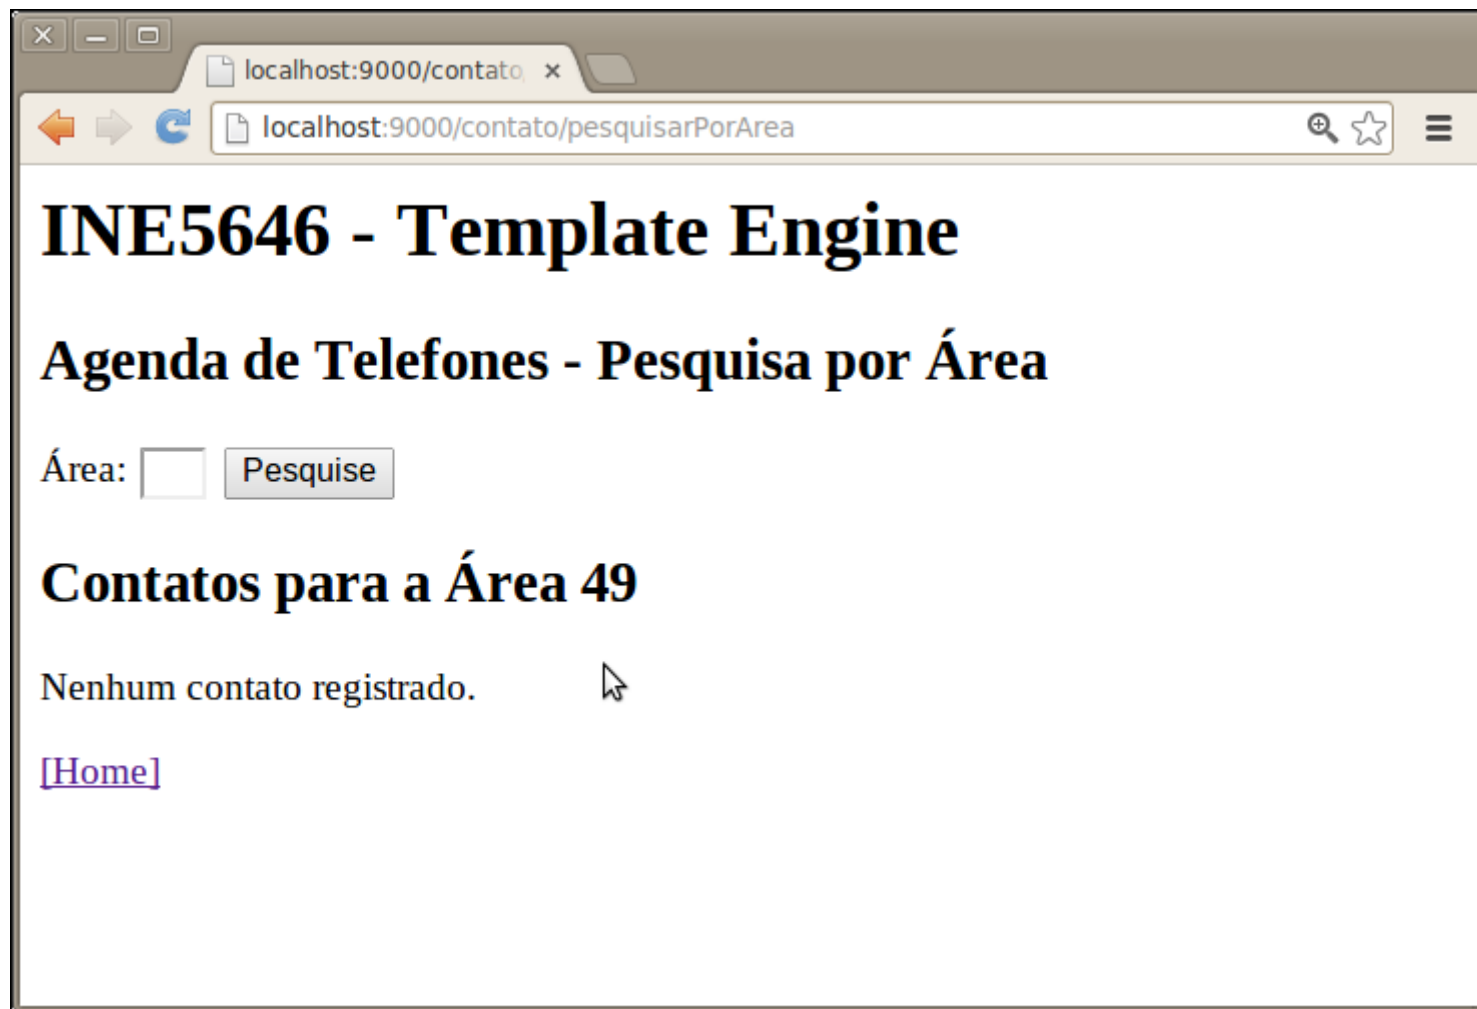 localhost:9000/contato
localhost:9000/contato/pesquisarPorArea
INE5646 - Template Engine
Agenda de Telefones - Pesquisa por Área
Área: Pesquise
Contatos para a Área 49
Nenhum contato registrado.
[Home]